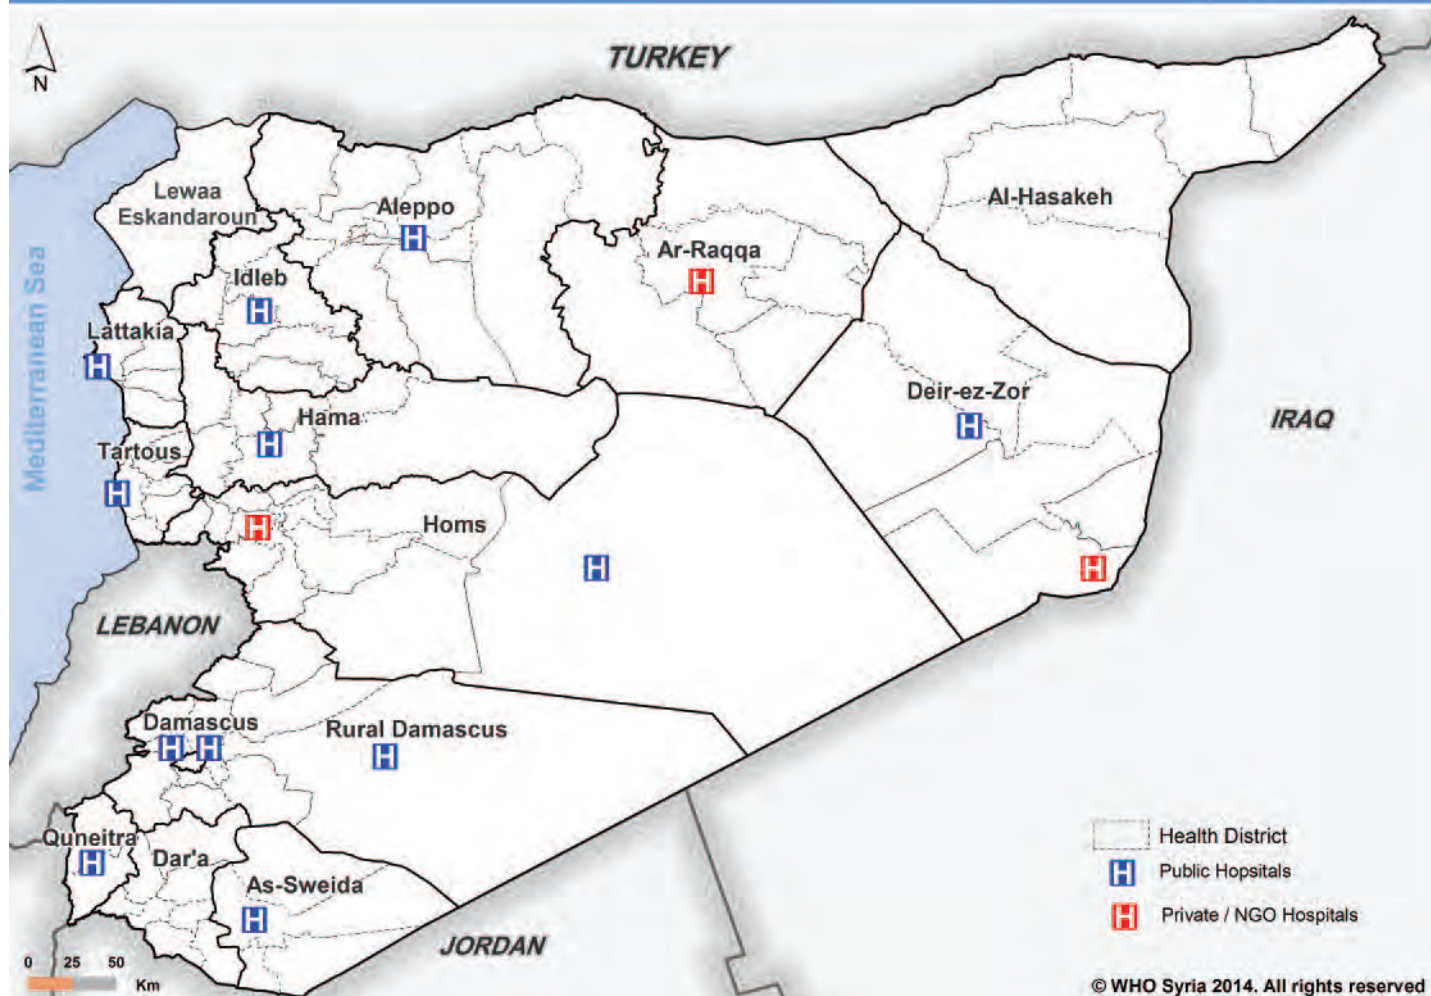 TURKEY
N
Lewaa
Eskandaroun
Aleppo
H
Al-Hasakeh
Ar-Raqqa
H
Idleb
H
Mediterranean Sea
Lattakia
H
Deir-ez-Zor
H
Hama
H
IRAQ
Tartous
H
Homs
H
H
H
LEBANON
Damascus
H H
Rural Damascus
H
Quneitra
H
Dar'a
As-Sweida
H
JORDAN
Health District
H Public Hopsitals
H Private / NGO Hospitals
0 25 50
Km
© WHO Syria 2014. All rights reserved